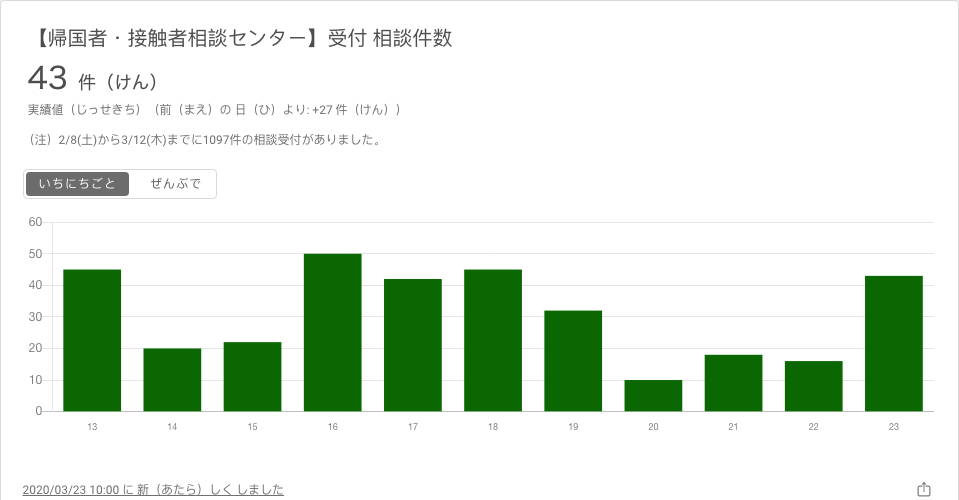 【帰国者・接触者相談センター】受付 相談件数
43 件（けん）
実績値（じっせきち）（前（まえ）の 日（ひ）より: +27 件（けん））
（注）2/8(土)から3/12(木)までに1097件の相談受付がありました。
いちにちごと ぜんぶで
60
50
40
30
20
10
0
13 14 15 16 17 18 19 20 21 22 23
2020/03/23 10:00 に 新（あたら）しく しました